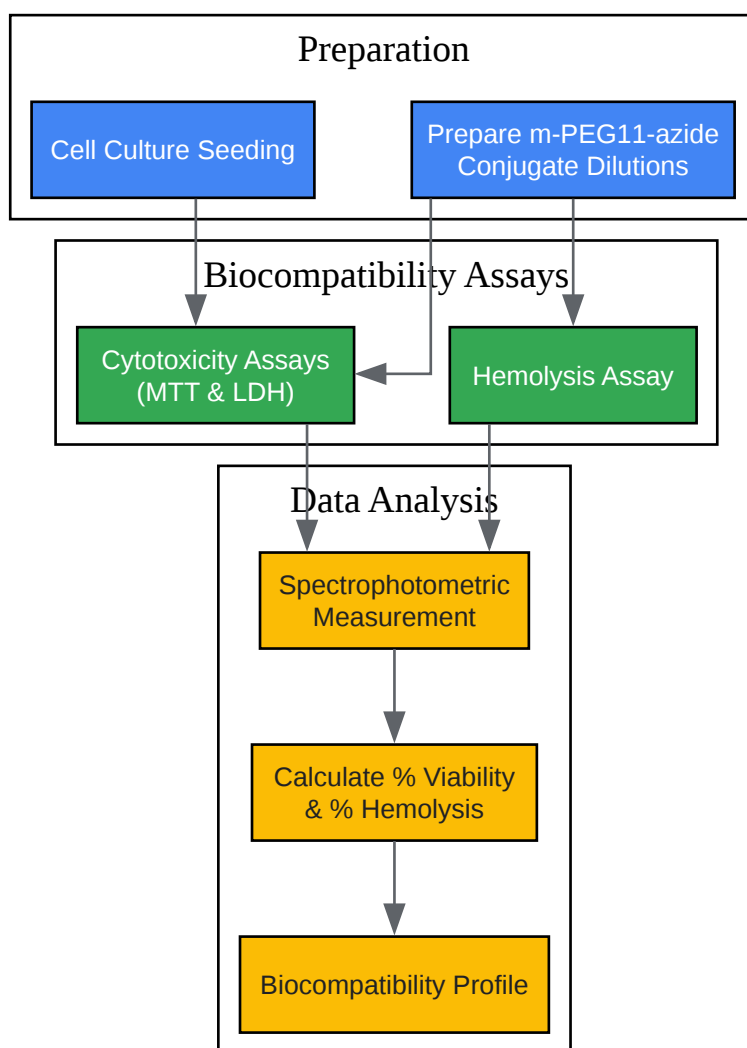 Preparation
Cell Culture Seeding
Prepare m-PEG11-azide
Conjugate Dilutions
Biocompatibility Assays
Cytotoxicity Assays
(MTT & LDH)
Hemolysis Assay
Data Analysis
Spectrophotometric
Measurement
Calculate % Viability
& % Hemolysis
Biocompatibility Profile